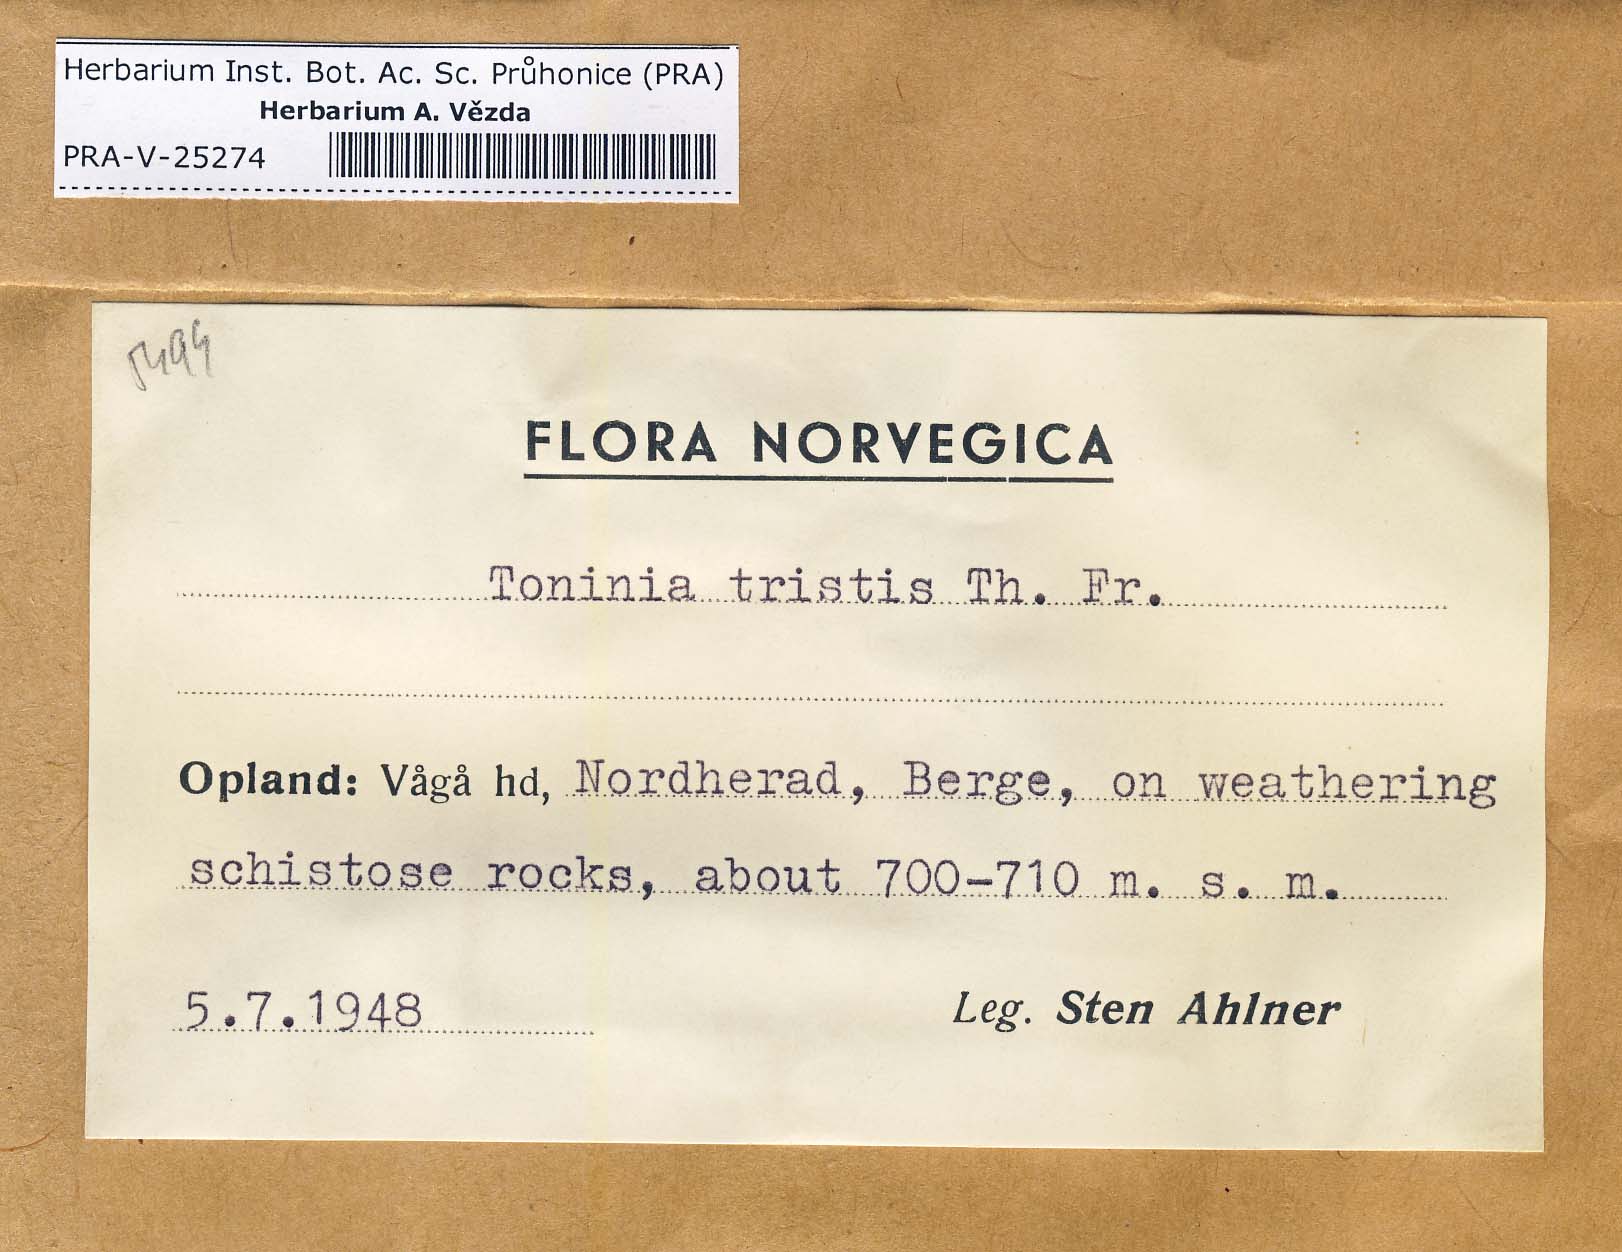 Herbarium Inst. Bot. Ac. Sc. Průhonice (PRA)
Herbarium A. Vězda
PRA-V-25274
5494
FLORA NORVEGICA
Toninia tristis Th. Fr.
Opland: Vågå hd, Nordherad, Berge, on weathering
schistose rocks, about 700-710 m. s. m.
5.7.1948
Leg. Sten Ahlner